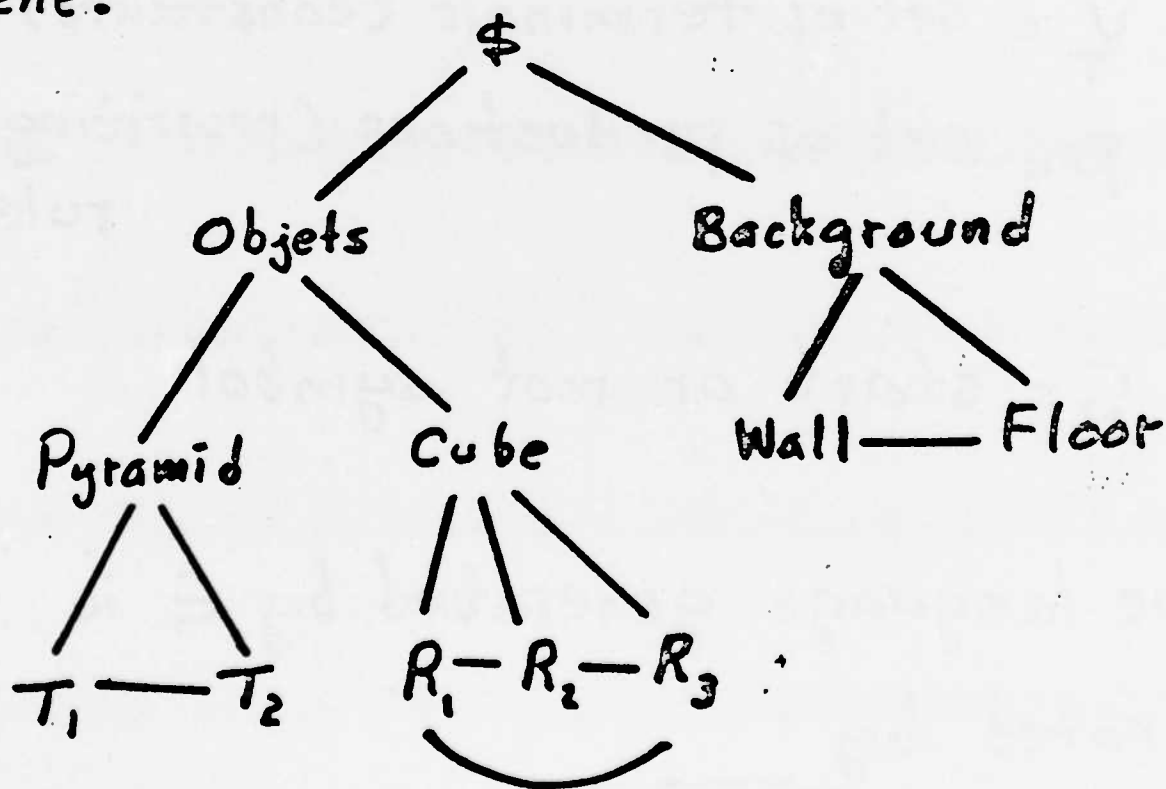 $
Objets Background
Pyramid Cube Wall Floor
T₁ T₂ R₁ R₂ R₃